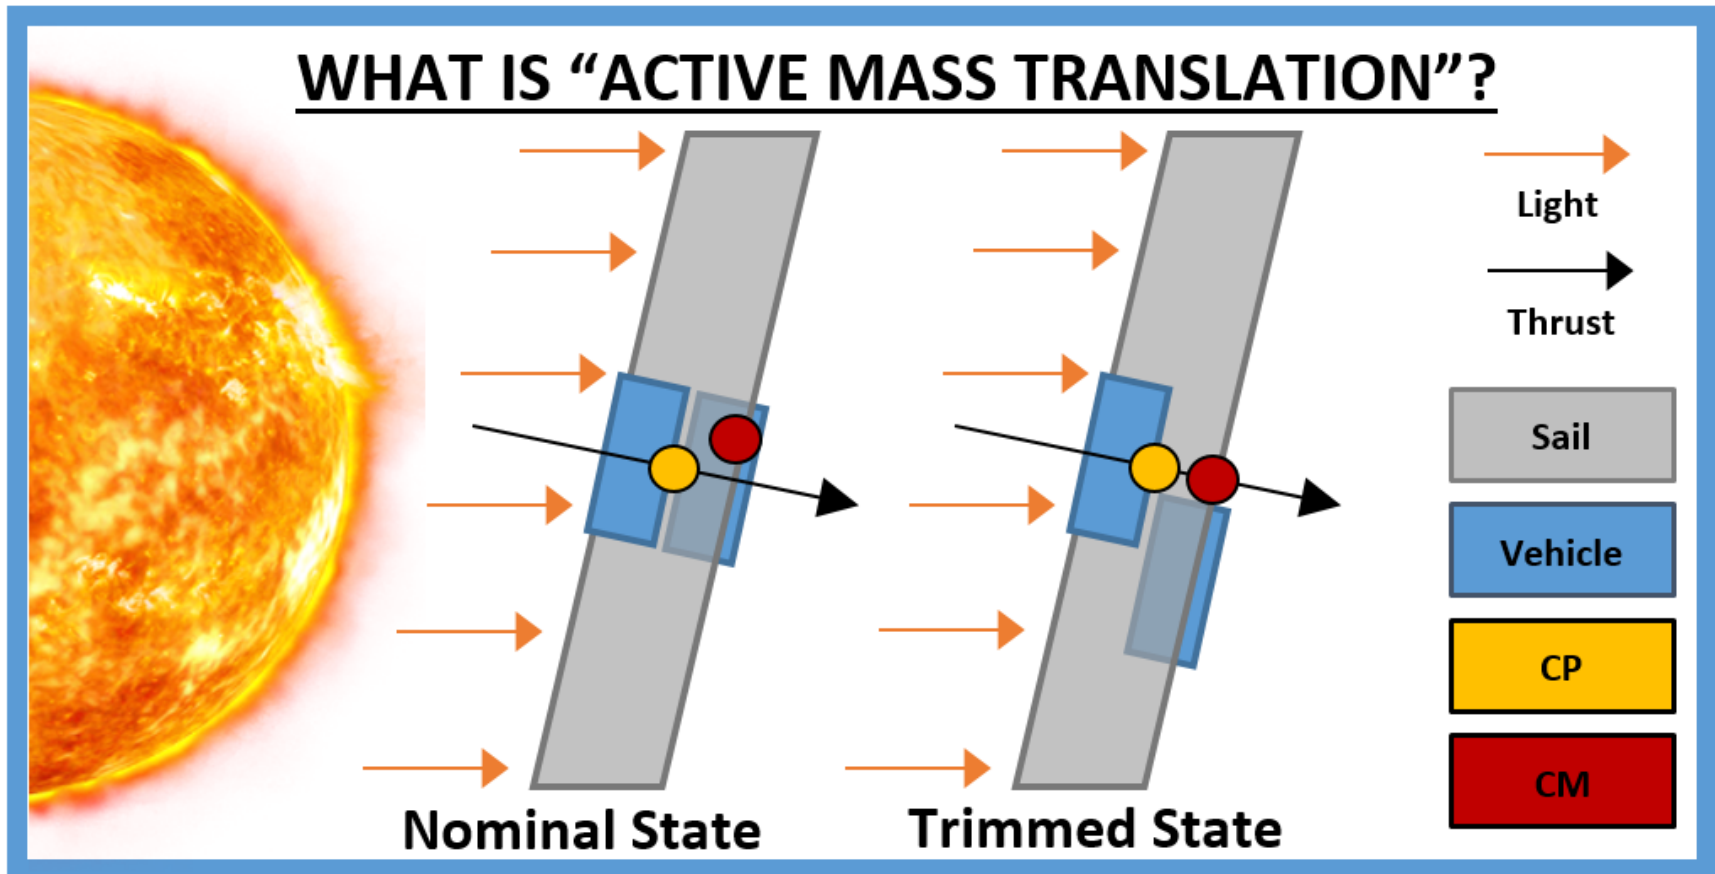 WHAT IS “ACTIVE MASS TRANSLATION”?
Light
Thrust
Sail
Vehicle
CP
CM
Nominal State
Trimmed State